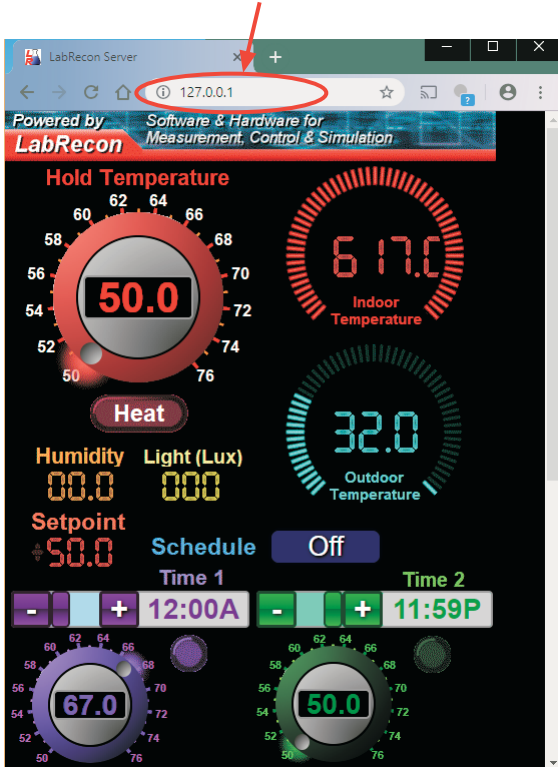 LabRecon Server
127.0.0.1
Powered by
LabRecon
Software & Hardware for
Measurement, Control & Simulation
Hold Temperature
50
52
54
56
58
60
62
64
66
68
70
72
74
76
50.0
Heat
617.0
Indoor
Temperature
32.0
Outdoor
Temperature
Humidity
00.0
Light (Lux)
000
Setpoint
50.0
Schedule
Off
Time 1
- + 12:00A
Time 2
- + 11:59P
50
52
54
56
58
60
62
64
66
68
70
72
74
76
67.0
50
52
54
56
58
60
62
64
66
68
70
72
74
76
50.0